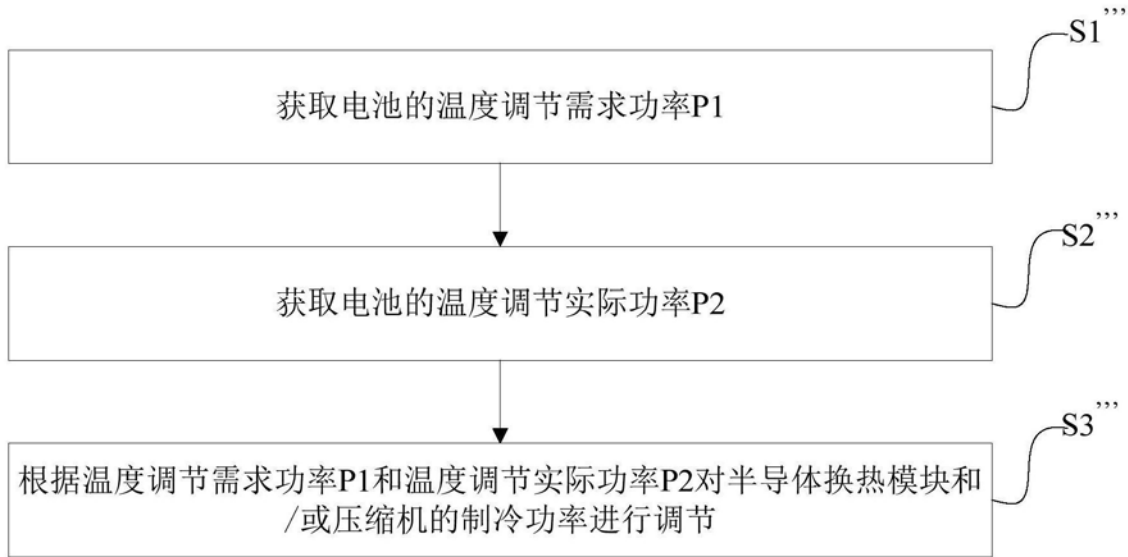 S1’’’
获取电池的温度调节需求功率P1
S2’’’
获取电池的温度调节实际功率P2
S3’’’
根据温度调节需求功率P1和温度调节实际功率P2对半导体换热模块和
/或压缩机的制冷功率进行调节